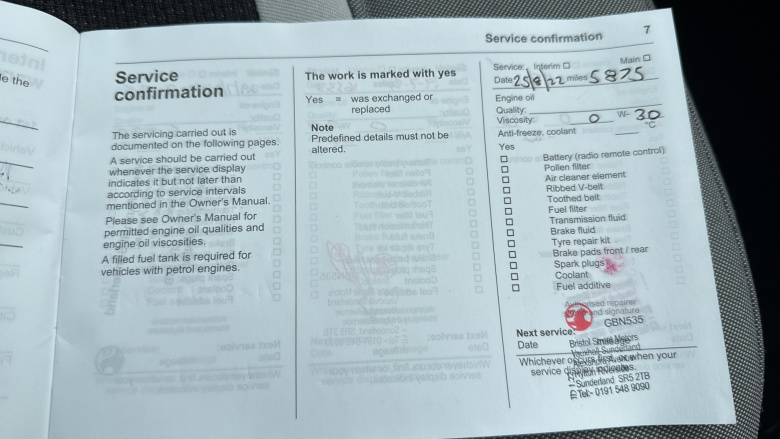 le the
7
Service confirmation
Service
confirmation
The servicing carried out is
documented on the following pages.
A service should be carried out
whenever the service display
indicates it but not later than
according to service intervals
mentioned in the Owner's Manual.
Please see Owner's Manual for
permitted engine oil qualities and
engine oil viscosities.
A filled fuel tank is required for
vehicles with petrol engines.
The work is marked with yes
Yes = was exchanged or
replaced
Note
Predefined details must not be
altered.
Service: Interim ☐ Main ☐
Date 25/8/22 miles 5875
Engine oil
Quality:
Viscosity: 0 W- 30
Anti-freeze, coolant °C
Yes
☐ Battery (radio remote control)
☐ Pollen filter
☐ Air cleaner element
☐ Ribbed V-belt
☐ Toothed belt
☐ Fuel filter
☐ Transmission fluid
☐ Brake fluid
☐ Tyre repair kit
☐ Brake pads front / rear
☐ Spark plugs
☐ Coolant
☐ Fuel additive
Authorised repairer
stamp and signature
GBN535
Next service:
Date mileage
Bristol Street Motors
Vauxhall Sunderland
Whichever occurs first, or when your
service display indicates.
Sunderland SR5 2TB
Tel:- 0191 548 9090